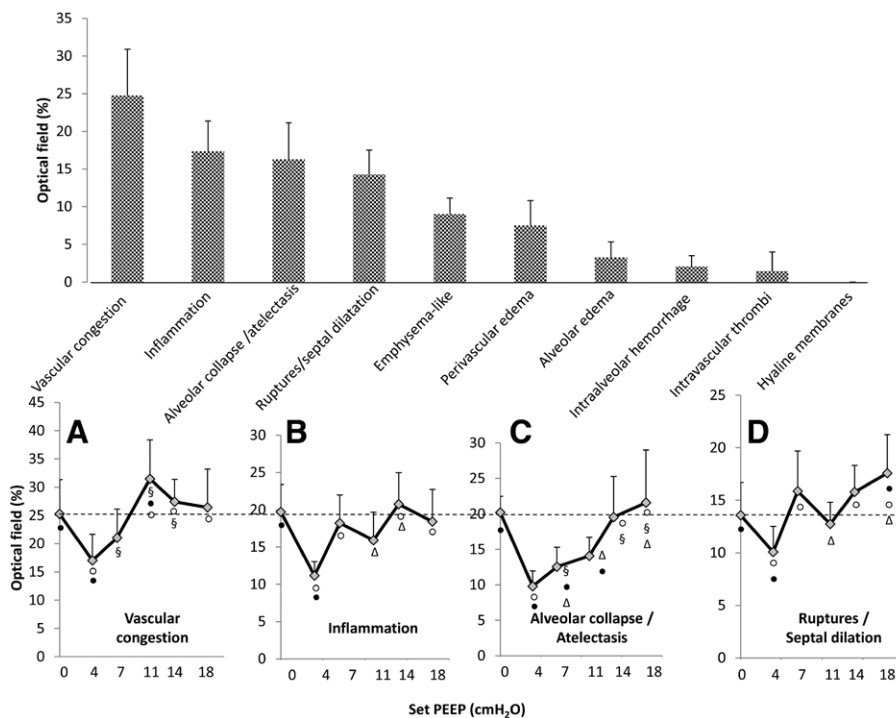 35
30
25
20
15
10
5
0
Optical field (%)
Vascular congestion
Inflammation
Alveolar collapse /atelectasis
Ruptures/septal dilatation
Emphysema-like
Perivascular edema
Alveolar edema
Intraalveolar hemorrhage
Intravascular thrombi
Hyaline membranes
Optical field (%)
45
40
35
30
25
20
15
10
5
0
A
§
§
§
Vascular
congestion
0 4 7 11 14 18
30
25
20
15
10
5
0
B
Δ
Δ
Inflammation
0 4 7 11 14 18
30
25
20
15
10
5
0
C
§
Δ
Δ
§
§
Δ
Alveolar collapse /
Atelectasis
0 4 7 11 14 18
25
20
15
10
5
0
D
Δ
Δ
Ruptures /
Septal dilation
0 4 7 11 14 18
Set PEEP (cmH₂O)